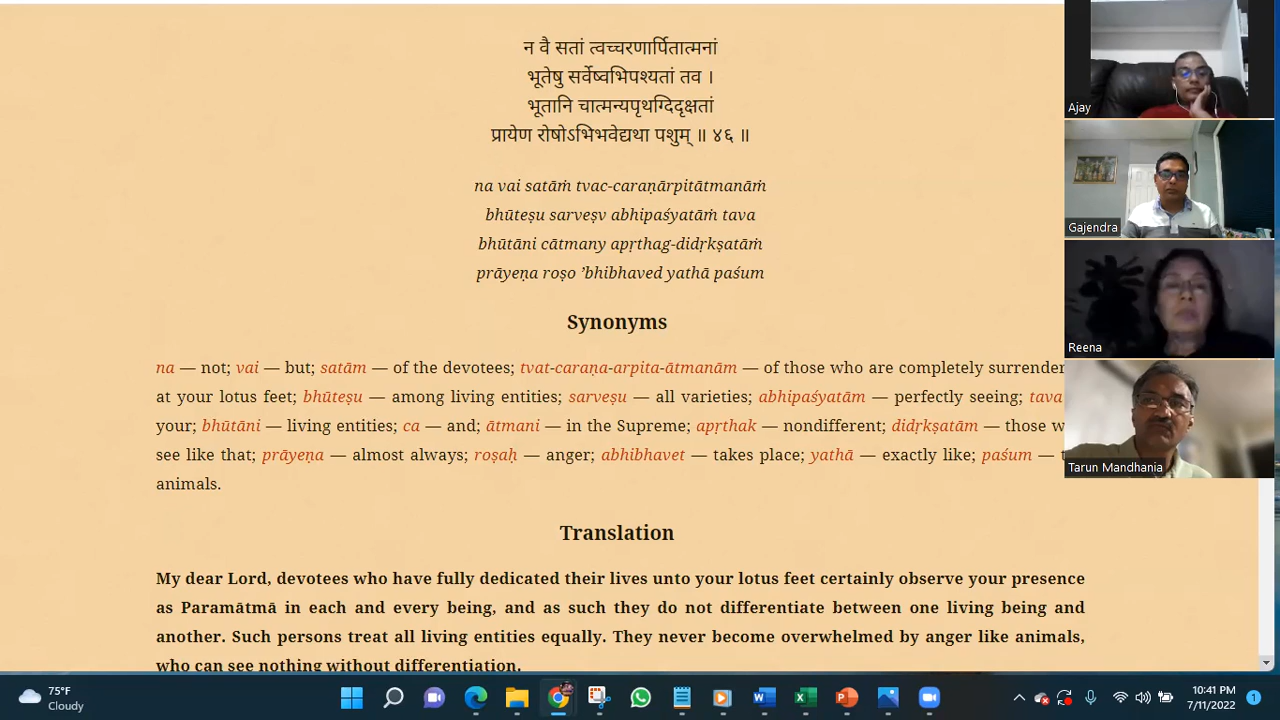 न वै सतां त्वच्चरणार्पितात्मनां
भूतेषु सर्वेष्वभिपश्यतां तव ।
भूतानि चात्मन्यपृथग्दिदृक्षतां
प्रायेण रोषोऽभिभवेद्यथा पशुम् ॥ ४६ ॥
na vai satāṁ tvac-caraṇārpitātmanāṁ
bhūteṣu sarveṣv abhipaśyatāṁ tava
bhūtāni cātmany apṛthag-didṛkṣatāṁ
prāyeṇa roṣo ’bhibhaved yathā paśum
Synonyms
na — not; vai — but; satām — of the devotees; tvat-caraṇa-arpita-ātmanām — of those who are completely surrender
at your lotus feet; bhūteṣu — among living entities; sarveṣu — all varieties; abhipaśyatām — perfectly seeing; tava
your; bhūtāni — living entities; ca — and; ātmani — in the Supreme; apṛthak — nondifferent; didṛkṣatām — those w
see like that; prāyeṇa — almost always; roṣaḥ — anger; abhibhavet — takes place; yathā — exactly like; paśum —
animals.
Translation
My dear Lord, devotees who have fully dedicated their lives unto your lotus feet certainly observe your presence
as Paramātmā in each and every being, and as such they do not differentiate between one living being and
another. Such persons treat all living entities equally. They never become overwhelmed by anger like animals,
who can see nothing without differentiation.
Ajay
Gajendra
Reena
Tarun Mandhania
75°F
Cloudy
10:41 PM
7/11/2022
1